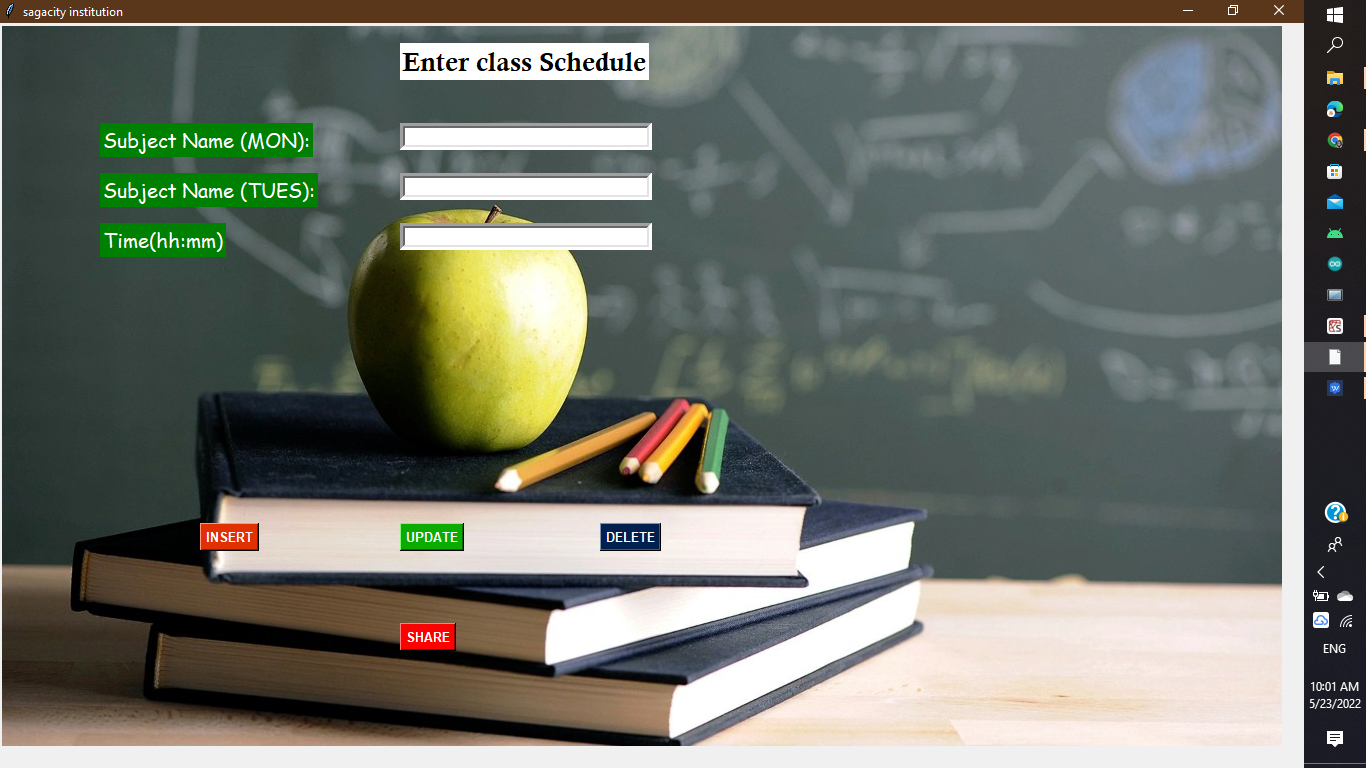 sagacity institution
Enter class Schedule
Subject Name (MON):
Subject Name (TUES):
Time(hh:mm)
INSERT
UPDATE
DELETE
SHARE
ENG
10:01 AM
5/23/2022